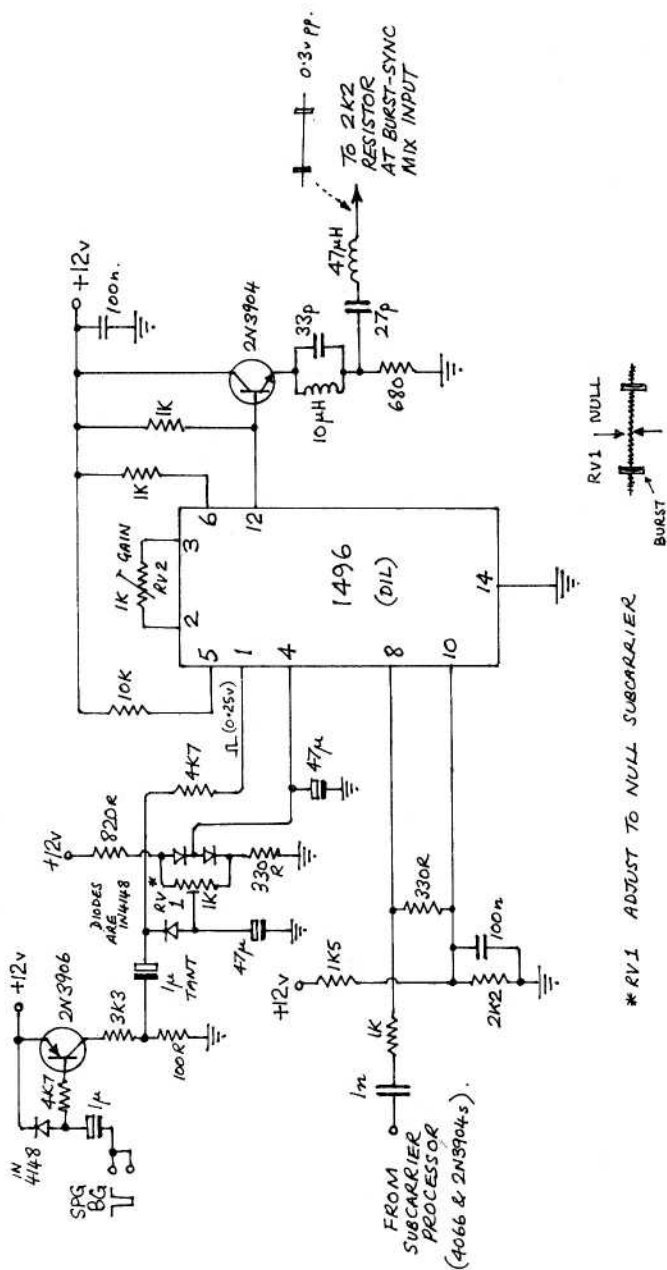 SPG
BG
IN
4148
1µ
4K7
2N3906
+12v
3K3
100R
1µ
TANT
DIODES
ARE
IN4148
+12v
820R
RV *
1
1K
47µ
330
R
4K7
⎍ (0.25v)
47µ
10K
5
1
4
8
10
2
3
6
12
14
1K GAIN
RV2
1496
(DIL)
1K
1K
+12v
100n.
2N3904
10µH
33p
680
27p
47µH
0.3v pp.
TO 2K2
RESISTOR
AT BURST-SYNC
MIX INPUT
FROM
SUBCARRIER
PROCESSOR
(4066 & 2N3904s).
1n
1K
+12v
1K5
330R
100n
2K2
RV1 NULL
BURST
* RV1 ADJUST TO NULL SUBCARRIER